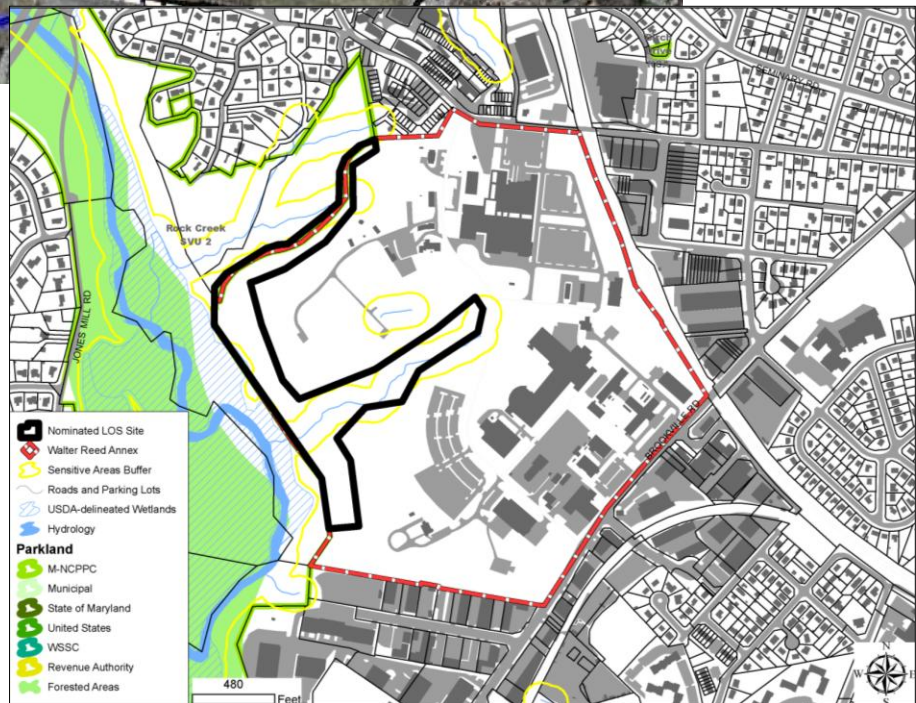 SEMINARY RD
Rock Creek
SVU 2
JONES MILL RD
BROOKVILLE RD
Nominated LOS Site
Walter Reed Annex
Sensitive Areas Buffer
Roads and Parking Lots
USDA-delineated Wetlands
Hydrology
Parkland
M-NCPPC
Municipal
State of Maryland
United States
WSSC
Revenue Authority
Forested Areas
480
Feet
N
W E
S